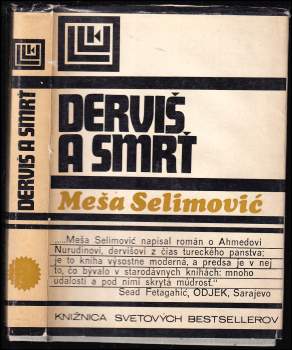 DERVIŠ A SMRŤ
DERVIŠ
A SMRŤ
Meša Selimović
„...Meša Selimović napísal román o Ahmedovi
Nurudinovi, dervišovi z čias tureckého panstva;
je to kniha výsostne moderná, a predsa je v nej
to, čo bývalo v starodávnych knihách: mnoho
udalostí a pod nimi skrytá múdrosť.“
Sead Fetagahić, ODJEK, Sarajevo
KNIŽNICA SVETOVÝCH BESTSELLEROV